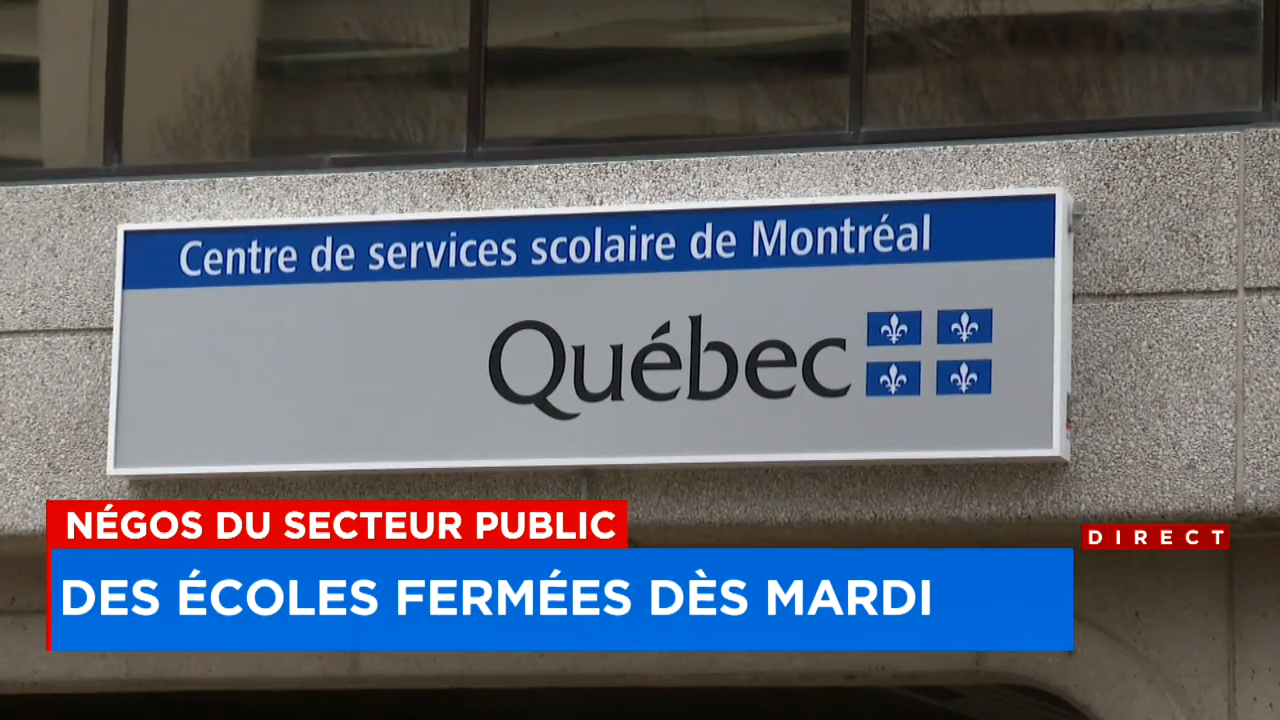 Centre de services scolaire de Montréal
Québec
NÉGOS DU SECTEUR PUBLIC
DIRECT
DES ÉCOLES FERMÉES DÈS MARDI